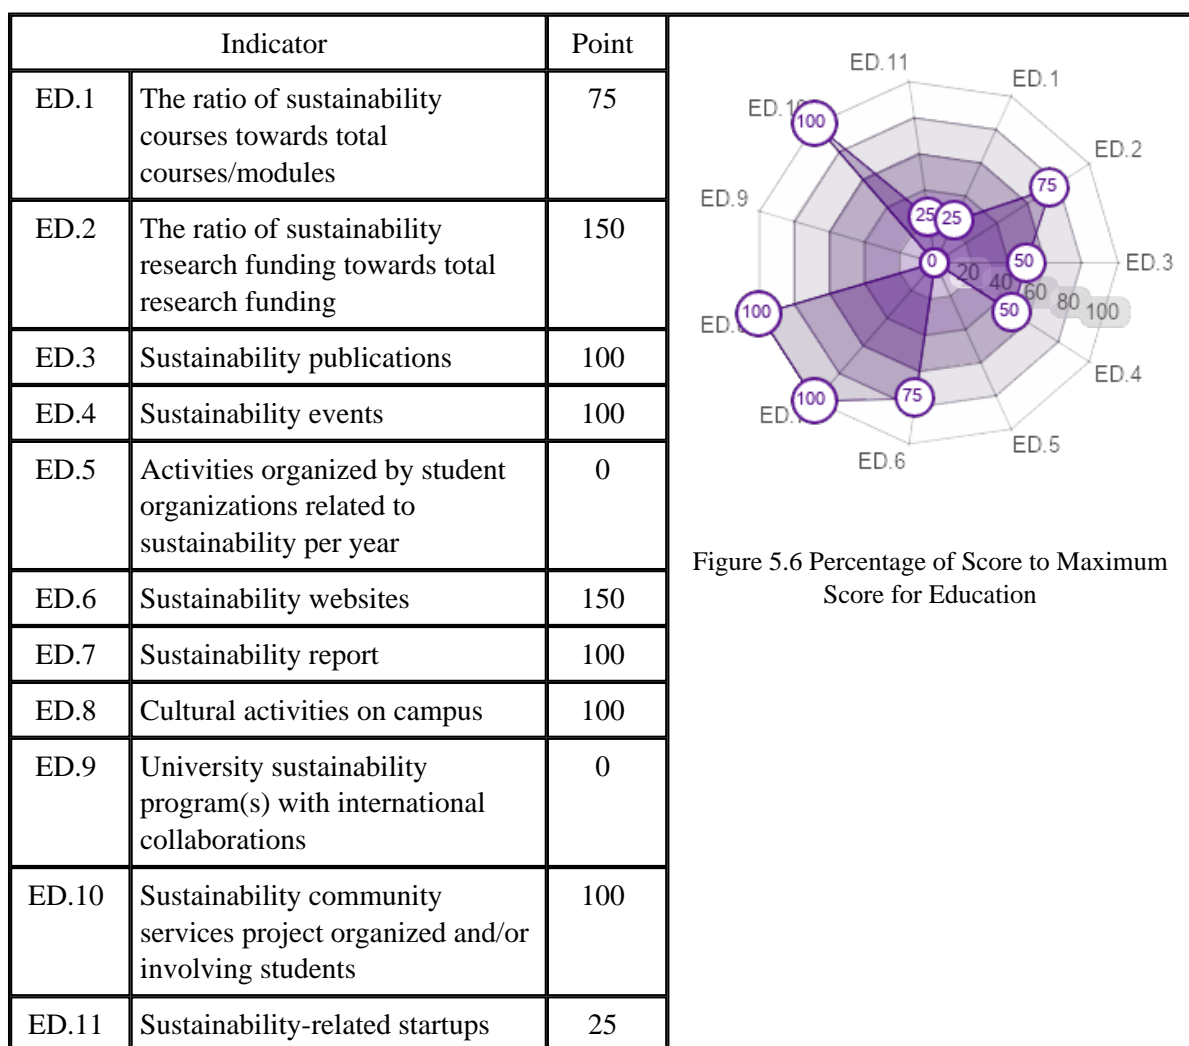 Indicator Point
ED.1 The ratio of sustainability 75
courses towards total
courses/modules
ED.2 The ratio of sustainability 150
research funding towards total
research funding
ED.3 Sustainability publications 100
ED.4 Sustainability events 100
ED.5 Activities organized by student 0
organizations related to
sustainability per year
ED.6 Sustainability websites 150
ED.7 Sustainability report 100
ED.8 Cultural activities on campus 100
ED.9 University sustainability 0
program(s) with international
collaborations
ED.10 Sustainability community 100
services project organized and/or
involving students
ED.11 Sustainability-related startups 25
ED.11
ED.1
100
ED.2
75
ED.9
25 25
0 50 ED.3
20 40 60 80 100
100 50
ED.4
100 75
ED.5
ED.6
Figure 5.6 Percentage of Score to Maximum
Score for Education